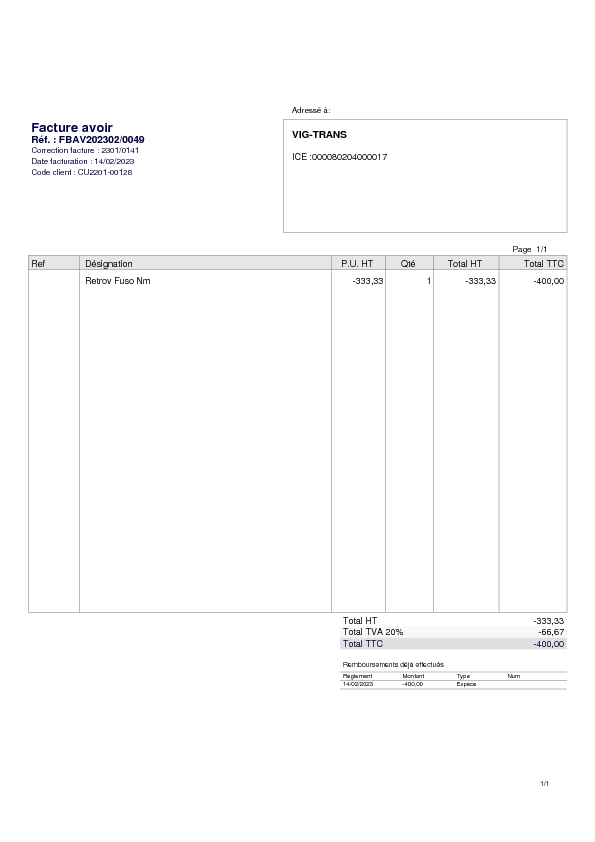 Adressé à:
Facture avoir
Réf. : FBAV202302/0049
Correction facture : 2301/0141
Date facturation : 14/02/2023
Code client : CU2201-00128
VIG-TRANS
ICE :000080204000017
Page 1/1
Ref Désignation P.U. HT Qté Total HT Total TTC
Retrov Fuso Nm -333,33 1 -333,33 -400,00
Total HT -333,33
Total TVA 20% -66,67
Total TTC -400,00
Remboursements déjà effectués
Règlement Montant Type Num
14/02/2023 -400,00 Espèce
1/1